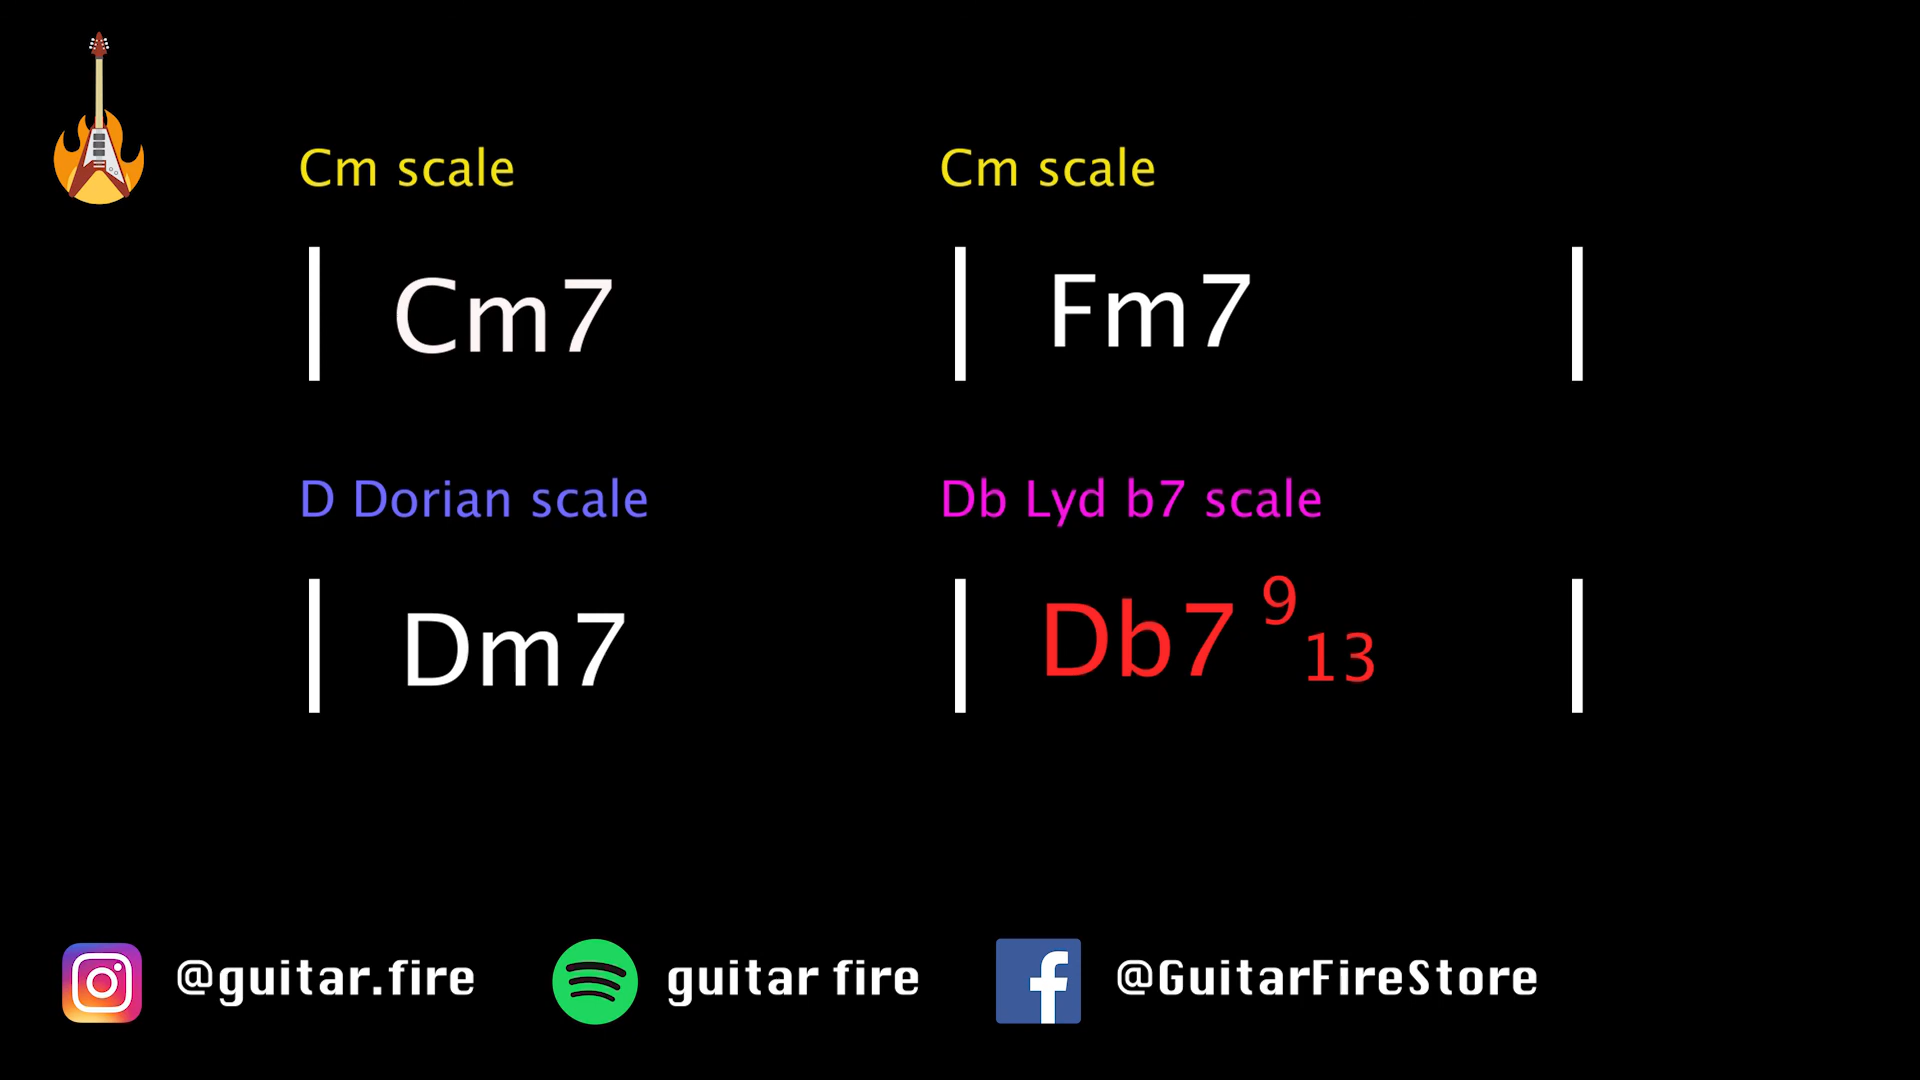 Cm scale
Cm scale
Cm7
Fm7
D Dorian scale
Db Lyd b7 scale
Dm7
Db7 9 13
@guitar.fire
guitar fire
@GuitarFireStore